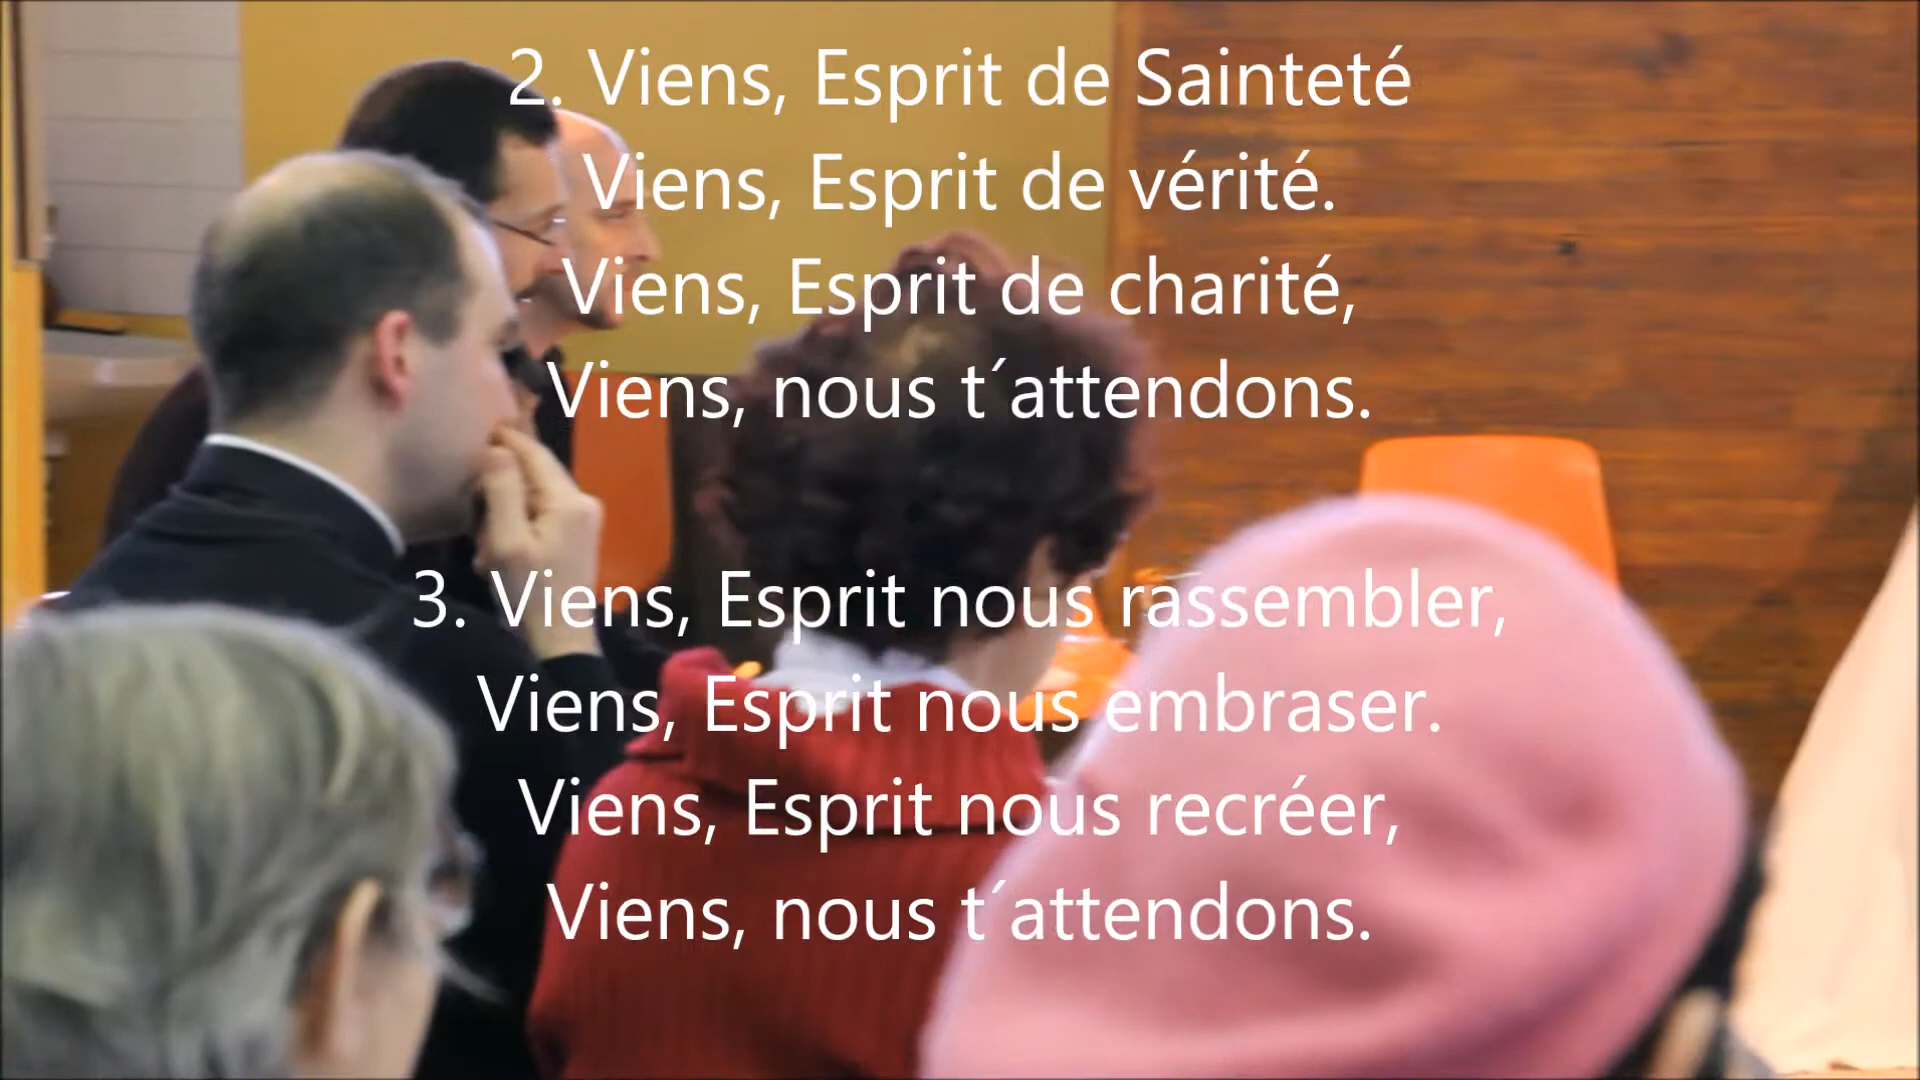 2. Viens, Esprit de Sainteté
Viens, Esprit de vérité.
Viens, Esprit de charité,
Viens, nous t´attendons.
3. Viens, Esprit nous rassembler,
Viens, Esprit nous embraser.
Viens, Esprit nous recréer,
Viens, nous t´attendons.